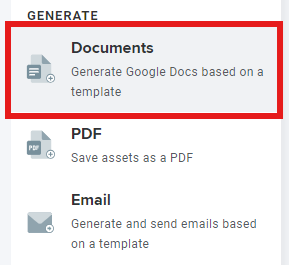 GENERATE
Documents
Generate Google Docs based on a
template
PDF
PDF
Save assets as a PDF
Email
Generate and send emails based
on a template